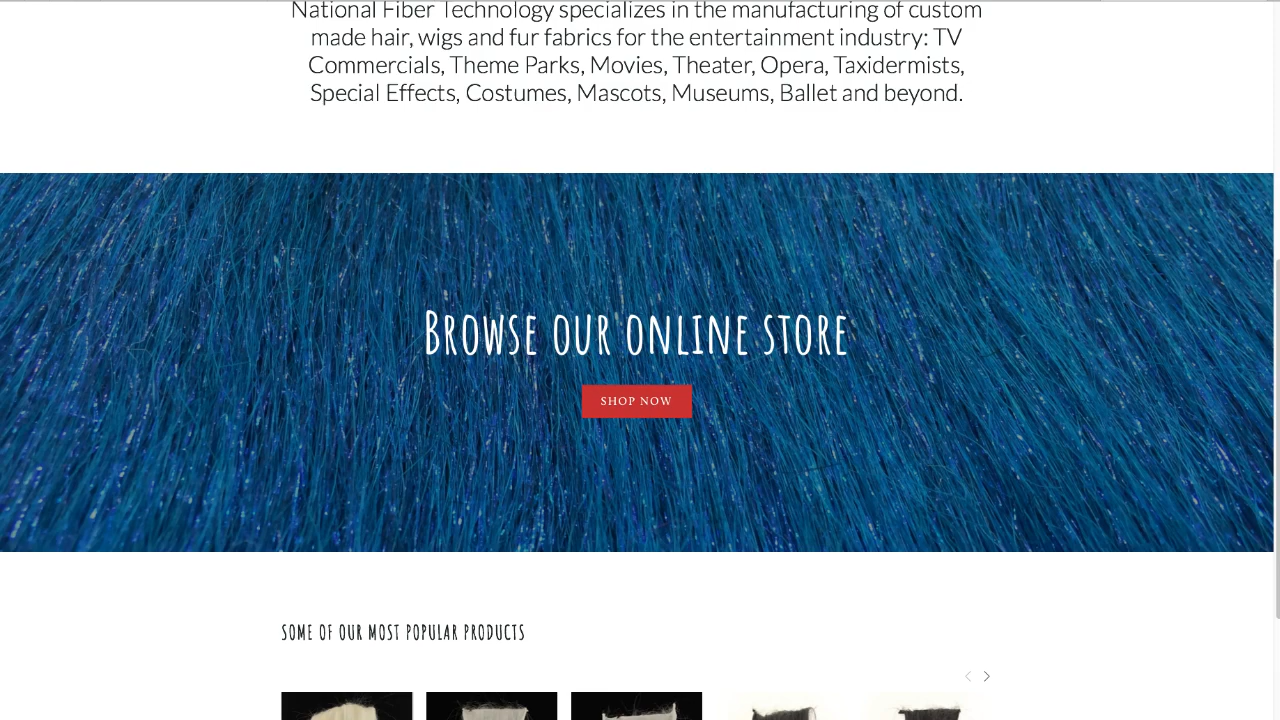 National Fiber Technology specializes in the manufacturing of custom
made hair, wigs and fur fabrics for the entertainment industry: TV
Commercials, Theme Parks, Movies, Theater, Opera, Taxidermists,
Special Effects, Costumes, Mascots, Museums, Ballet and beyond.
Browse our online store
SHOP NOW
SOME OF OUR MOST POPULAR PRODUCTS